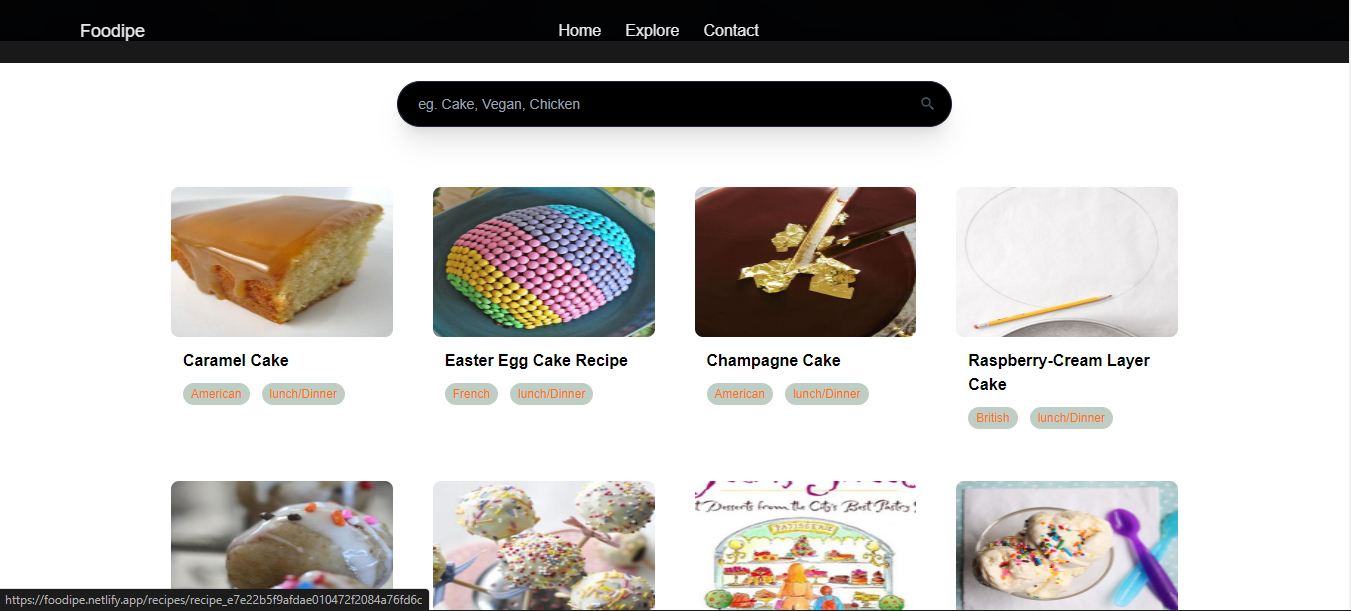 Foodipe
Home Explore Contact
eg. Cake, Vegan, Chicken
Caramel Cake
American lunch/Dinner
Easter Egg Cake Recipe
French lunch/Dinner
Champagne Cake
American lunch/Dinner
Raspberry-Cream Layer
Cake
British lunch/Dinner
Desserts from the City's Best Pastry
PATISSERIE
https://foodipe.netlify.app/recipes/recipe_e7e22b5f9afdae010472f2084a76fd6c